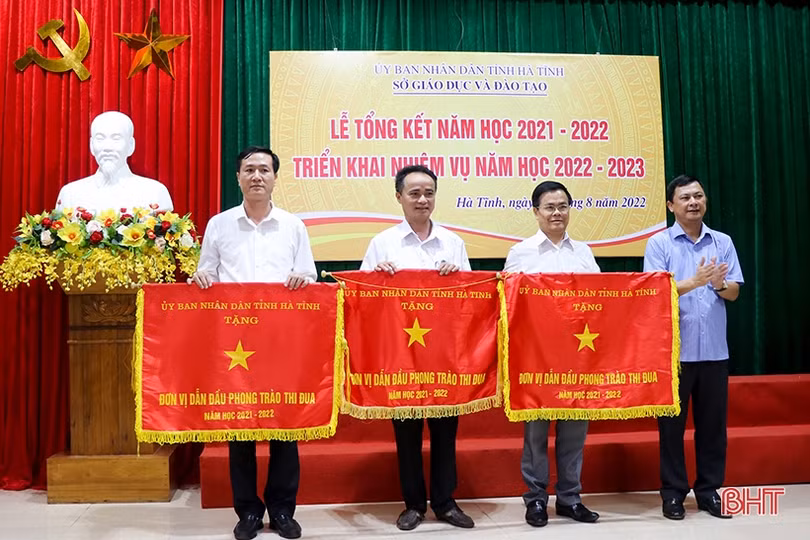 ỦY BAN NHÂN DÂN TỈNH HÀ TĨNH
SỞ GIÁO DỤC VÀ ĐÀO TẠO
LỄ TỔNG KẾT NĂM HỌC 2021 - 2022
TRIỂN KHAI NHIỆM VỤ NĂM HỌC 2022 - 2023
Hà Tĩnh, ngày 8 năm 2022
ỦY BAN NHÂN DÂN TỈNH HÀ TĨNH
TẶNG
ĐƠN VỊ DẪN ĐẦU PHONG TRÀO THI ĐUA
NĂM HỌC 2021 - 2022
ỦY BAN NHÂN DÂN TỈNH HÀ TĨNH
TẶNG
ĐƠN VỊ DẪN ĐẦU PHONG TRÀO THI ĐUA
NĂM HỌC 2021 - 2022
ỦY BAN NHÂN DÂN TỈNH HÀ TĨNH
TẶNG
ĐƠN VỊ DẪN ĐẦU PHONG TRÀO THI ĐUA
NĂM HỌC 2021 - 2022
BHT